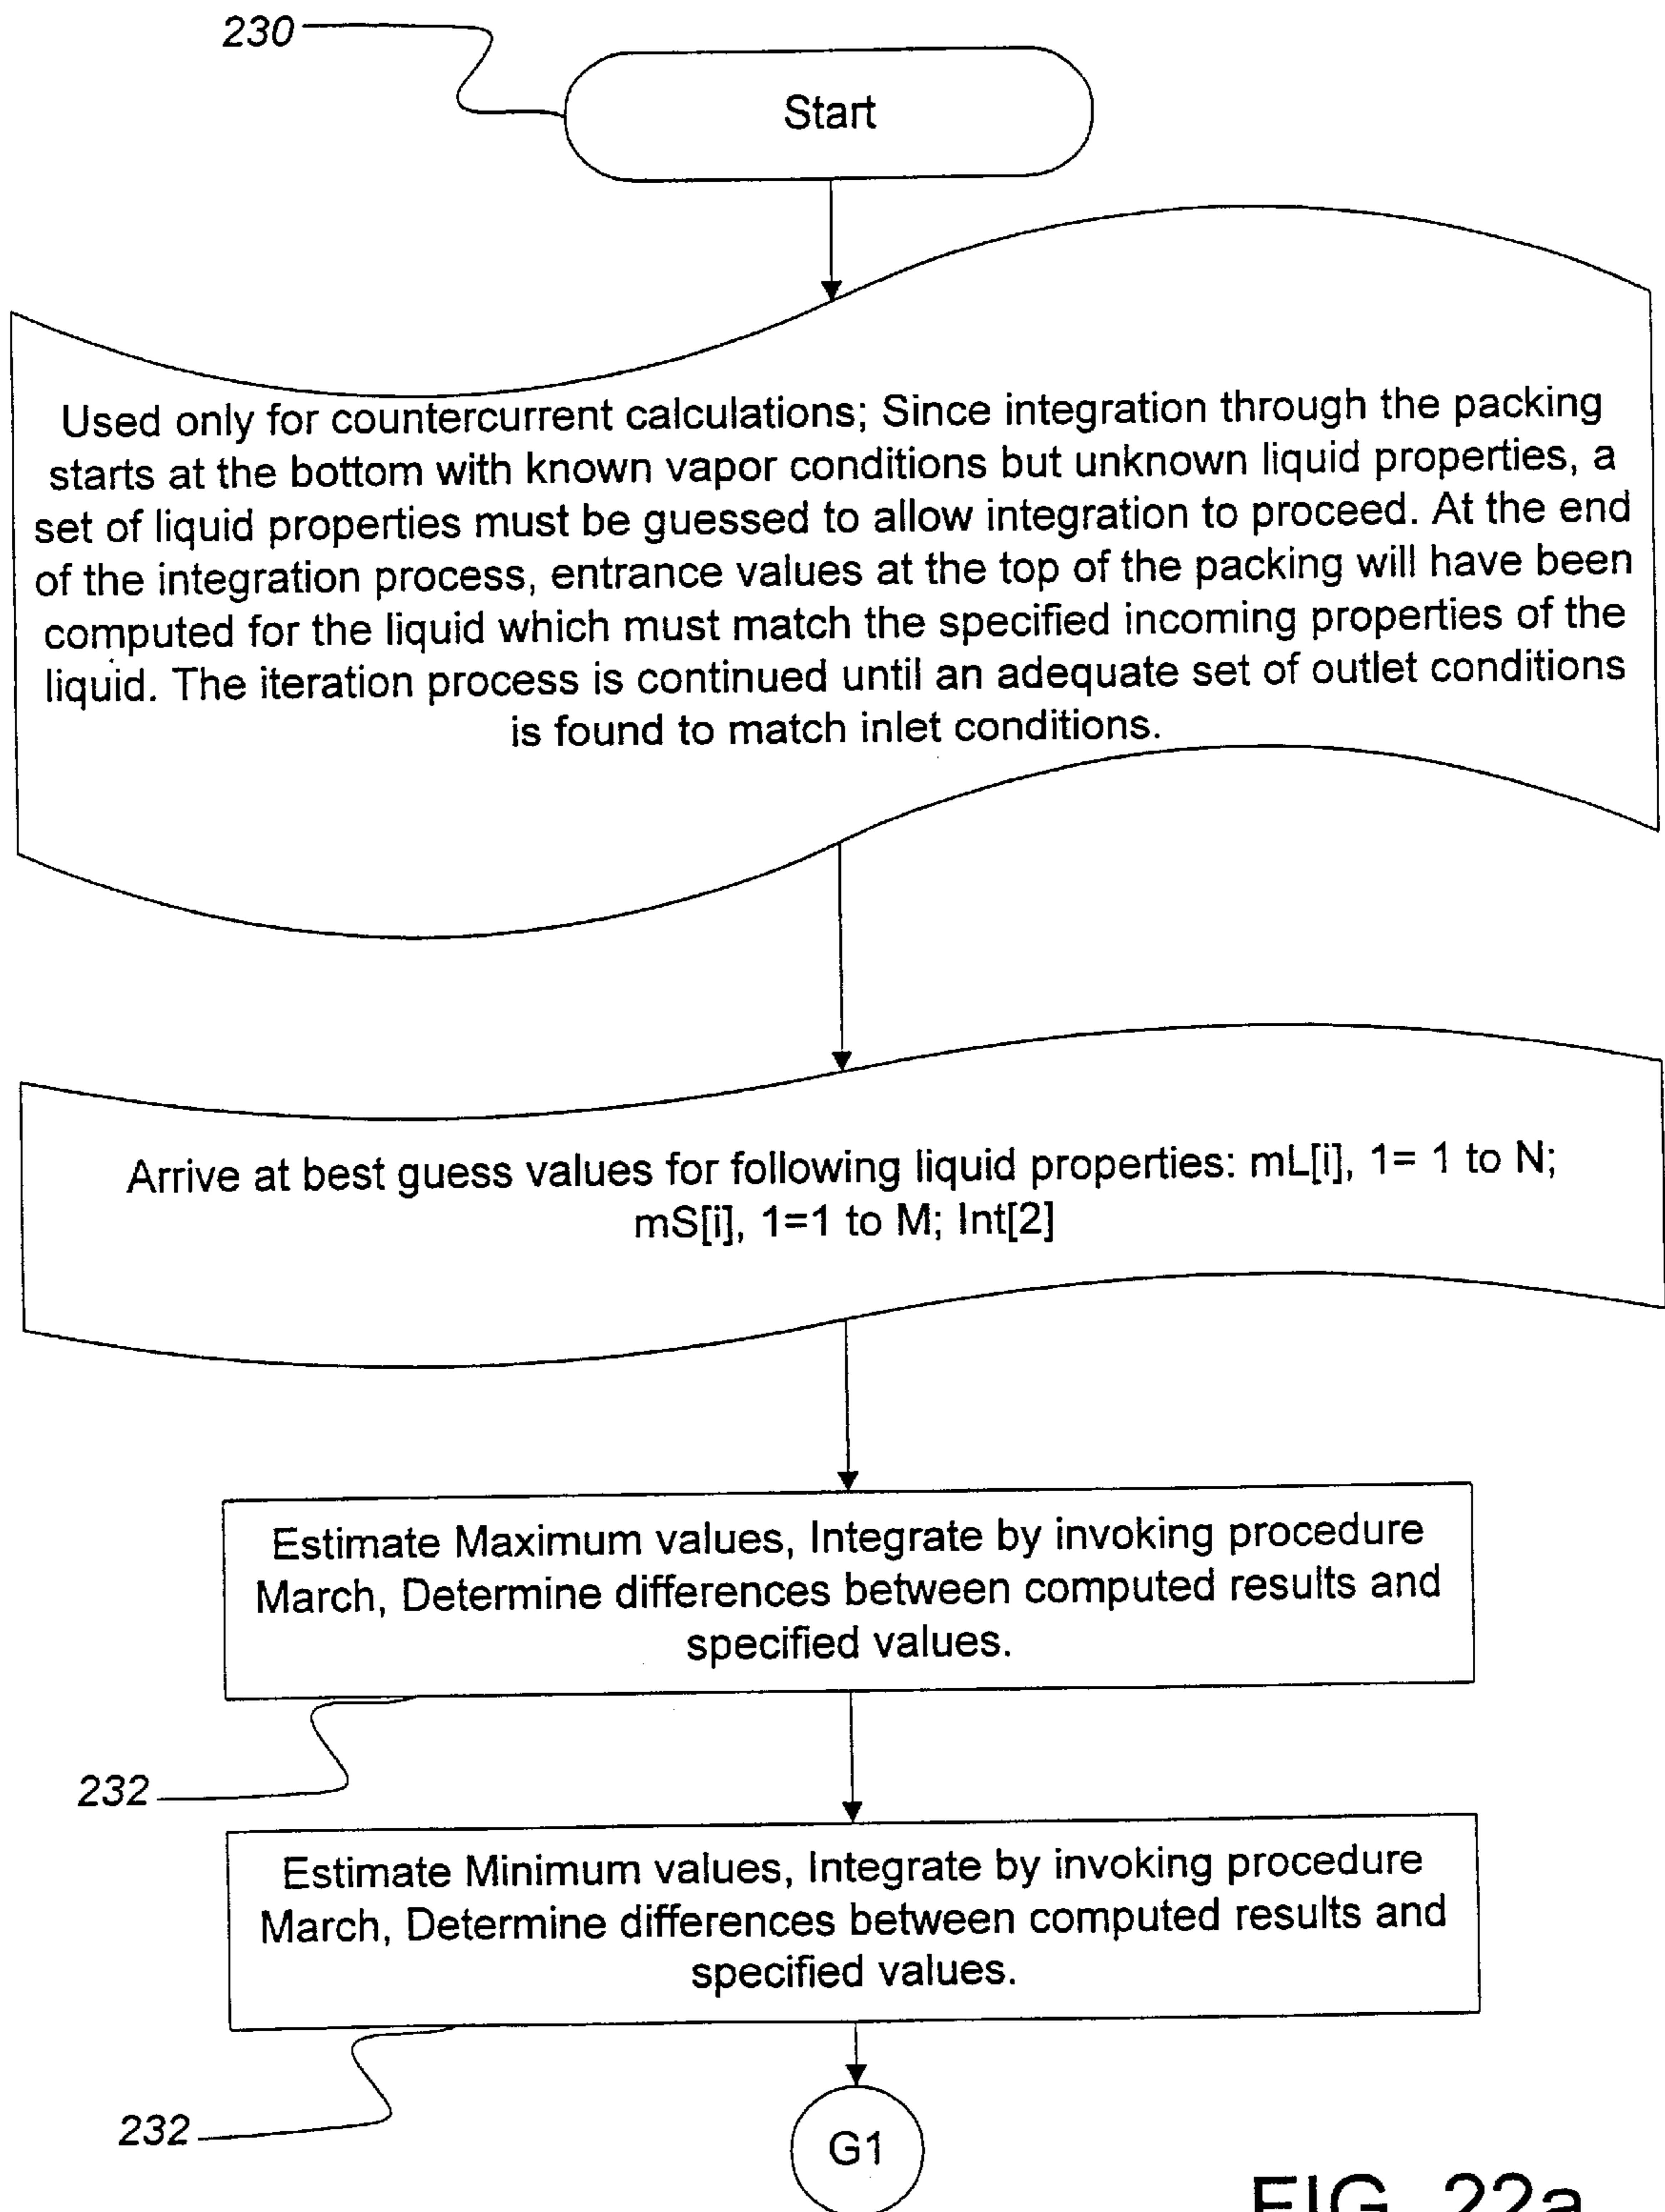 230
Start
Used only for countercurrent calculations; Since integration through the packing
starts at the bottom with known vapor conditions but unknown liquid properties, a
set of liquid properties must be guessed to allow integration to proceed. At the end
of the integration process, entrance values at the top of the packing will have been
computed for the liquid which must match the specified incoming properties of the
liquid. The iteration process is continued until an adequate set of outlet conditions
is found to match inlet conditions.
Arrive at best guess values for following liquid properties: mL[i], 1= 1 to N;
mS[i], 1=1 to M; Int[2]
Estimate Maximum values, Integrate by invoking procedure
March, Determine differences between computed results and
specified values.
232
Estimate Minimum values, Integrate by invoking procedure
March, Determine differences between computed results and
specified values.
232
G1
FIG. 22a